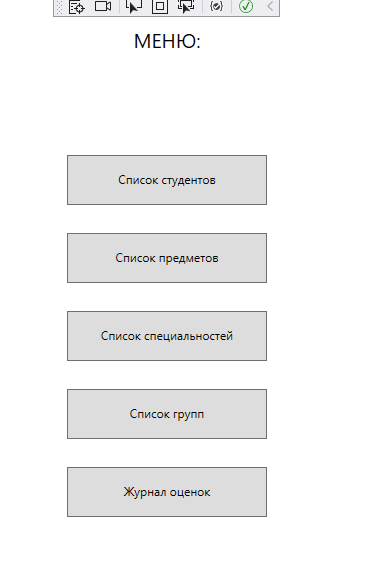 МЕНЮ:
Список студентов
Список предметов
Список специальностей
Список групп
Журнал оценок